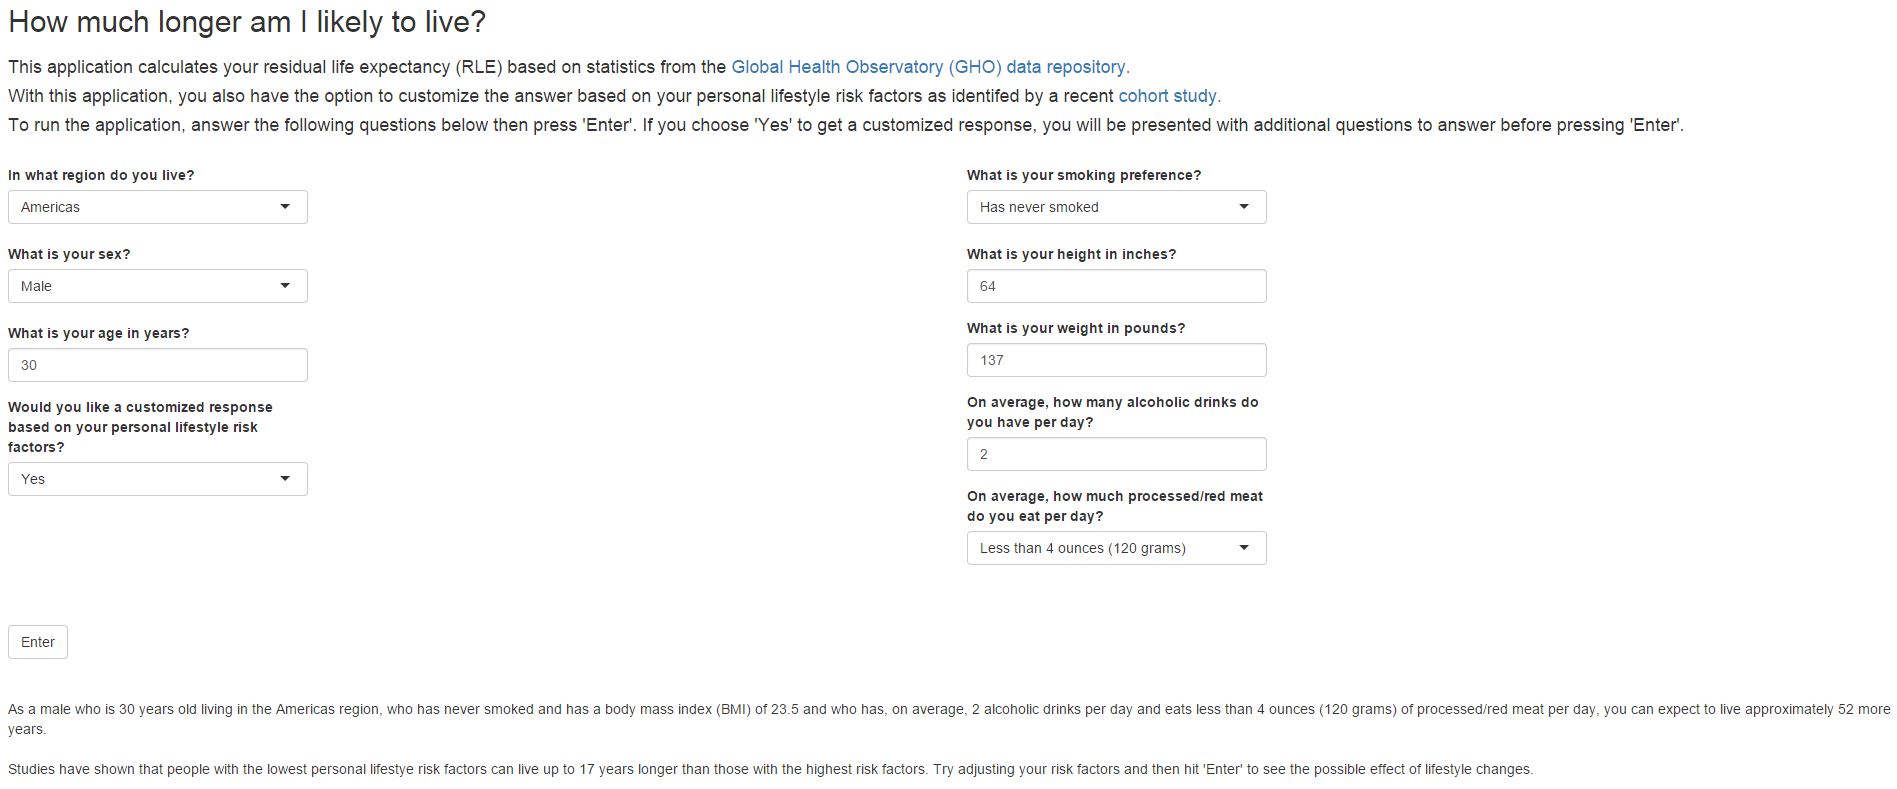 How much longer am I likely to live?
This application calculates your residual life expectancy (RLE) based on statistics from the Global Health Observatory (GHO) data repository.
With this application, you also have the option to customize the answer based on your personal lifestyle risk factors as identifed by a recent cohort study.
To run the application, answer the following questions below then press 'Enter'. If you choose 'Yes' to get a customized response, you will be presented with additional questions to answer before pressing 'Enter'.
In what region do you live?
Americas
What is your sex?
Male
What is your age in years?
30
Would you like a customized response
based on your personal lifestyle risk
factors?
Yes
What is your smoking preference?
Has never smoked
What is your height in inches?
64
What is your weight in pounds?
137
On average, how many alcoholic drinks do
you have per day?
2
On average, how much processed/red meat
do you eat per day?
Less than 4 ounces (120 grams)
Enter
As a male who is 30 years old living in the Americas region, who has never smoked and has a body mass index (BMI) of 23.5 and who has, on average, 2 alcoholic drinks per day and eats less than 4 ounces (120 grams) of processed/red meat per day, you can expect to live approximately 52 more
years.
Studies have shown that people with the lowest personal lifestye risk factors can live up to 17 years longer than those with the highest risk factors. Try adjusting your risk factors and then hit 'Enter' to see the possible effect of lifestyle changes.